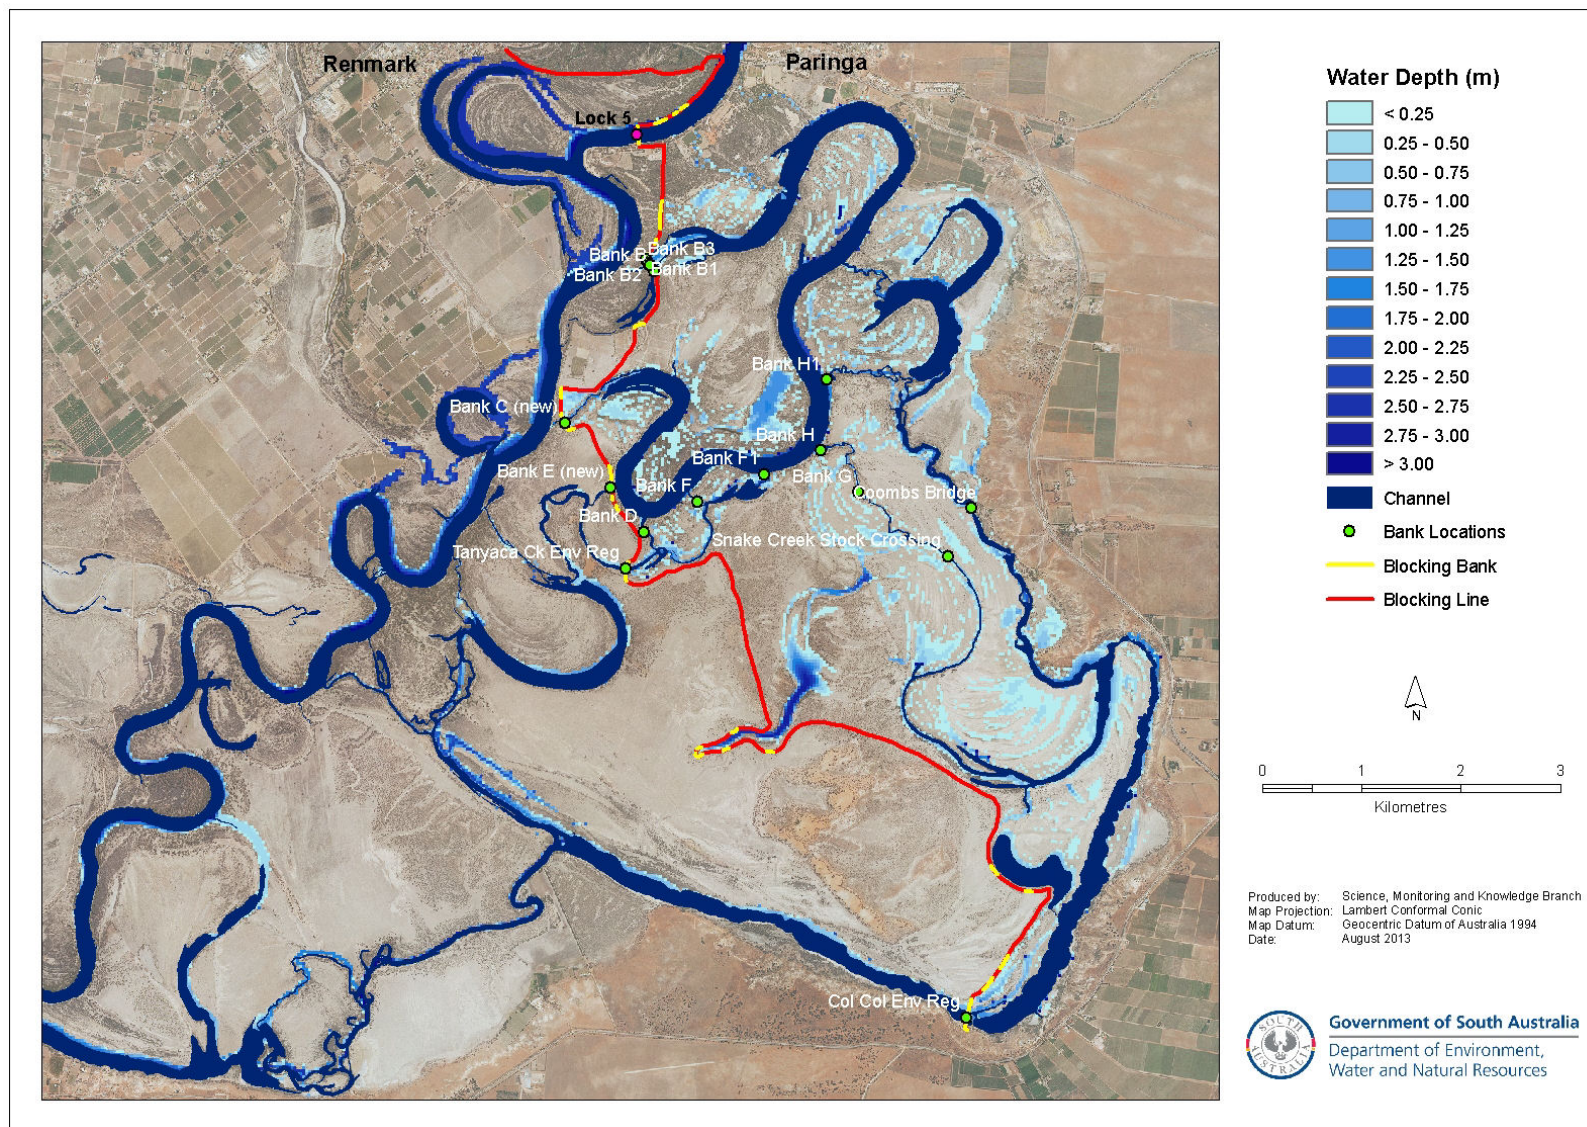 Renmark
Paringa
Lock 5
Bank B
Bank B3
Bank B2
Bank B1
Bank H1
Bank C (new)
Bank H
Bank F1
Bank E (new)
Bank G
Bank F
Coombs Bridge
Bank D
Snake Creek Stock Crossing
Tanyaca Ck Env Reg
Col Col Env Reg
Water Depth (m)
< 0.25
0.25 - 0.50
0.50 - 0.75
0.75 - 1.00
1.00 - 1.25
1.25 - 1.50
1.50 - 1.75
1.75 - 2.00
2.00 - 2.25
2.25 - 2.50
2.50 - 2.75
2.75 - 3.00
> 3.00
Channel
Bank Locations
Blocking Bank
Blocking Line
N
0 1 2 3
Kilometres
Produced by: Science, Monitoring and Knowledge Branch
Map Projection: Lambert Conformal Conic
Map Datum: Geocentric Datum of Australia 1994
Date: August 2013
SOUTH AUSTRALIA
Government of South Australia
Department of Environment,
Water and Natural Resources